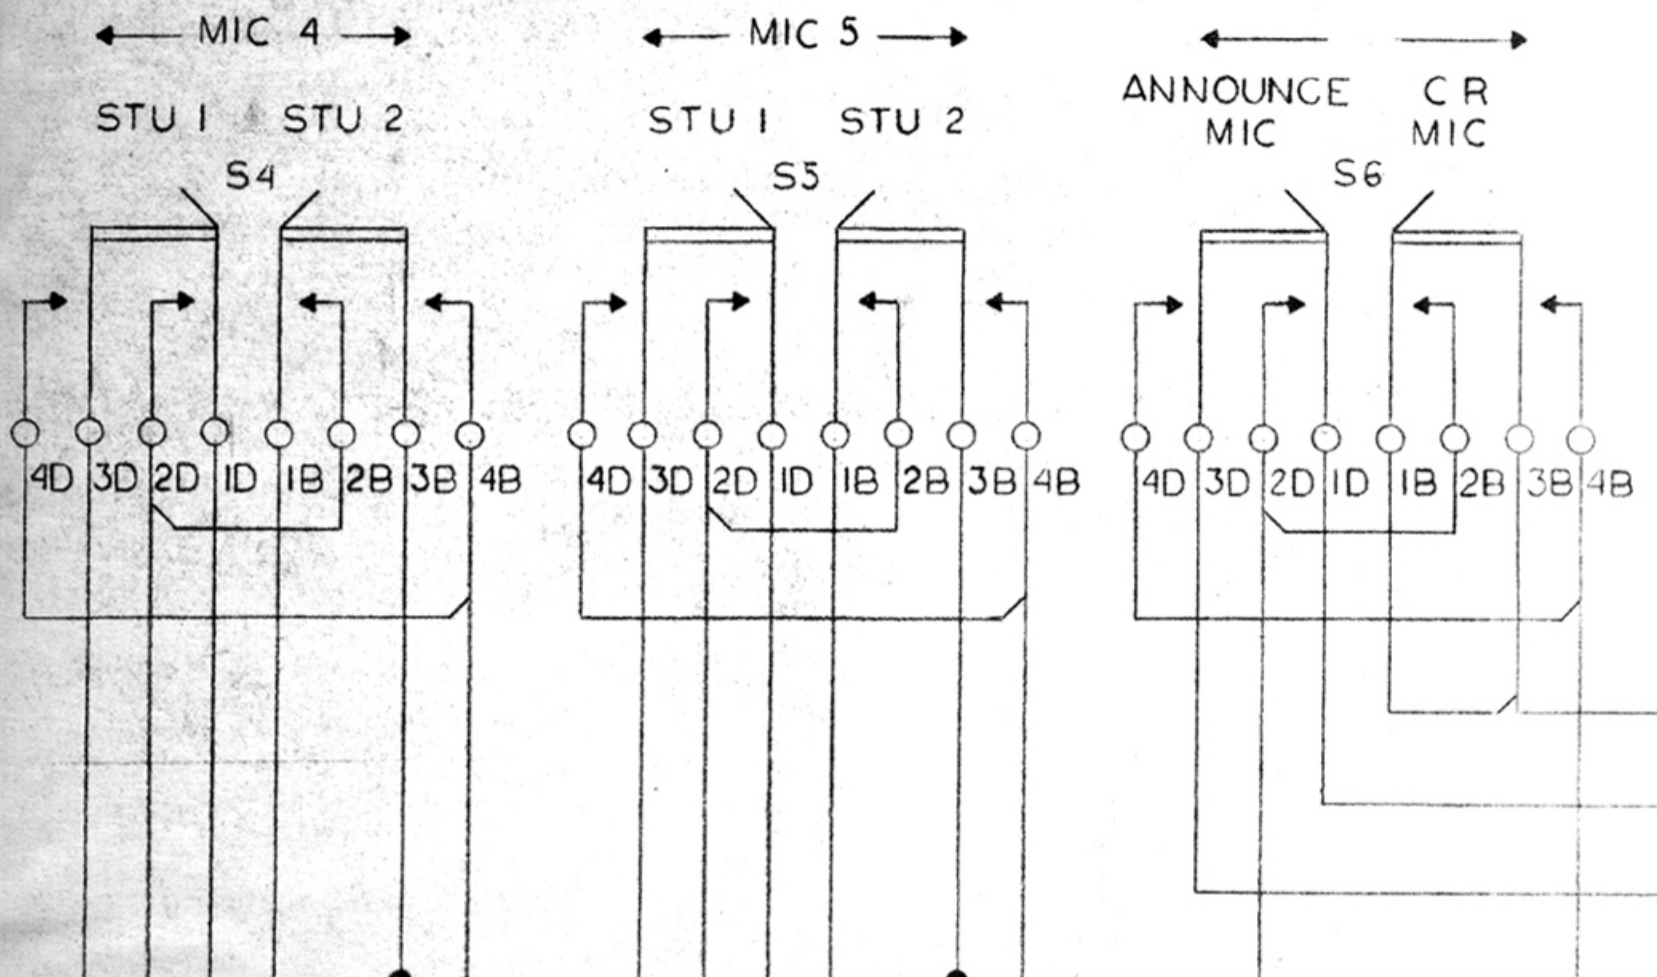 MIC 4 MIC 5
ANNOUNCE CR
STU 1 STU 2 STU 1 STU 2 MIC MIC
S4 S5 S6
4D 3D 2D 1D 1B 2B 3B 4B 4D 3D 2D 1D 1B 2B 3B 4B 4D 3D 2D 1D 1B 2B 3B 4B